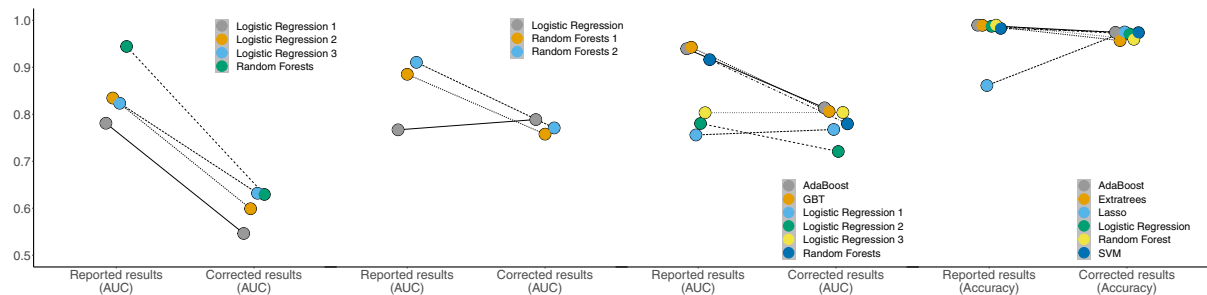 1.0
0.9
0.8
0.7
0.6
0.5
Logistic Regression 1
Logistic Regression 2
Logistic Regression 3
Random Forests
Reported results
(AUC)
Corrected results
(AUC)
Logistic Regression
Random Forests 1
Random Forests 2
Reported results
(AUC)
Corrected results
(AUC)
AdaBoost
GBT
Logistic Regression 1
Logistic Regression 2
Logistic Regression 3
Random Forests
Reported results
(AUC)
Corrected results
(AUC)
AdaBoost
Extratrees
Lasso
Logistic Regression
Random Forest
SVM
Reported results
(Accuracy)
Corrected results
(Accuracy)